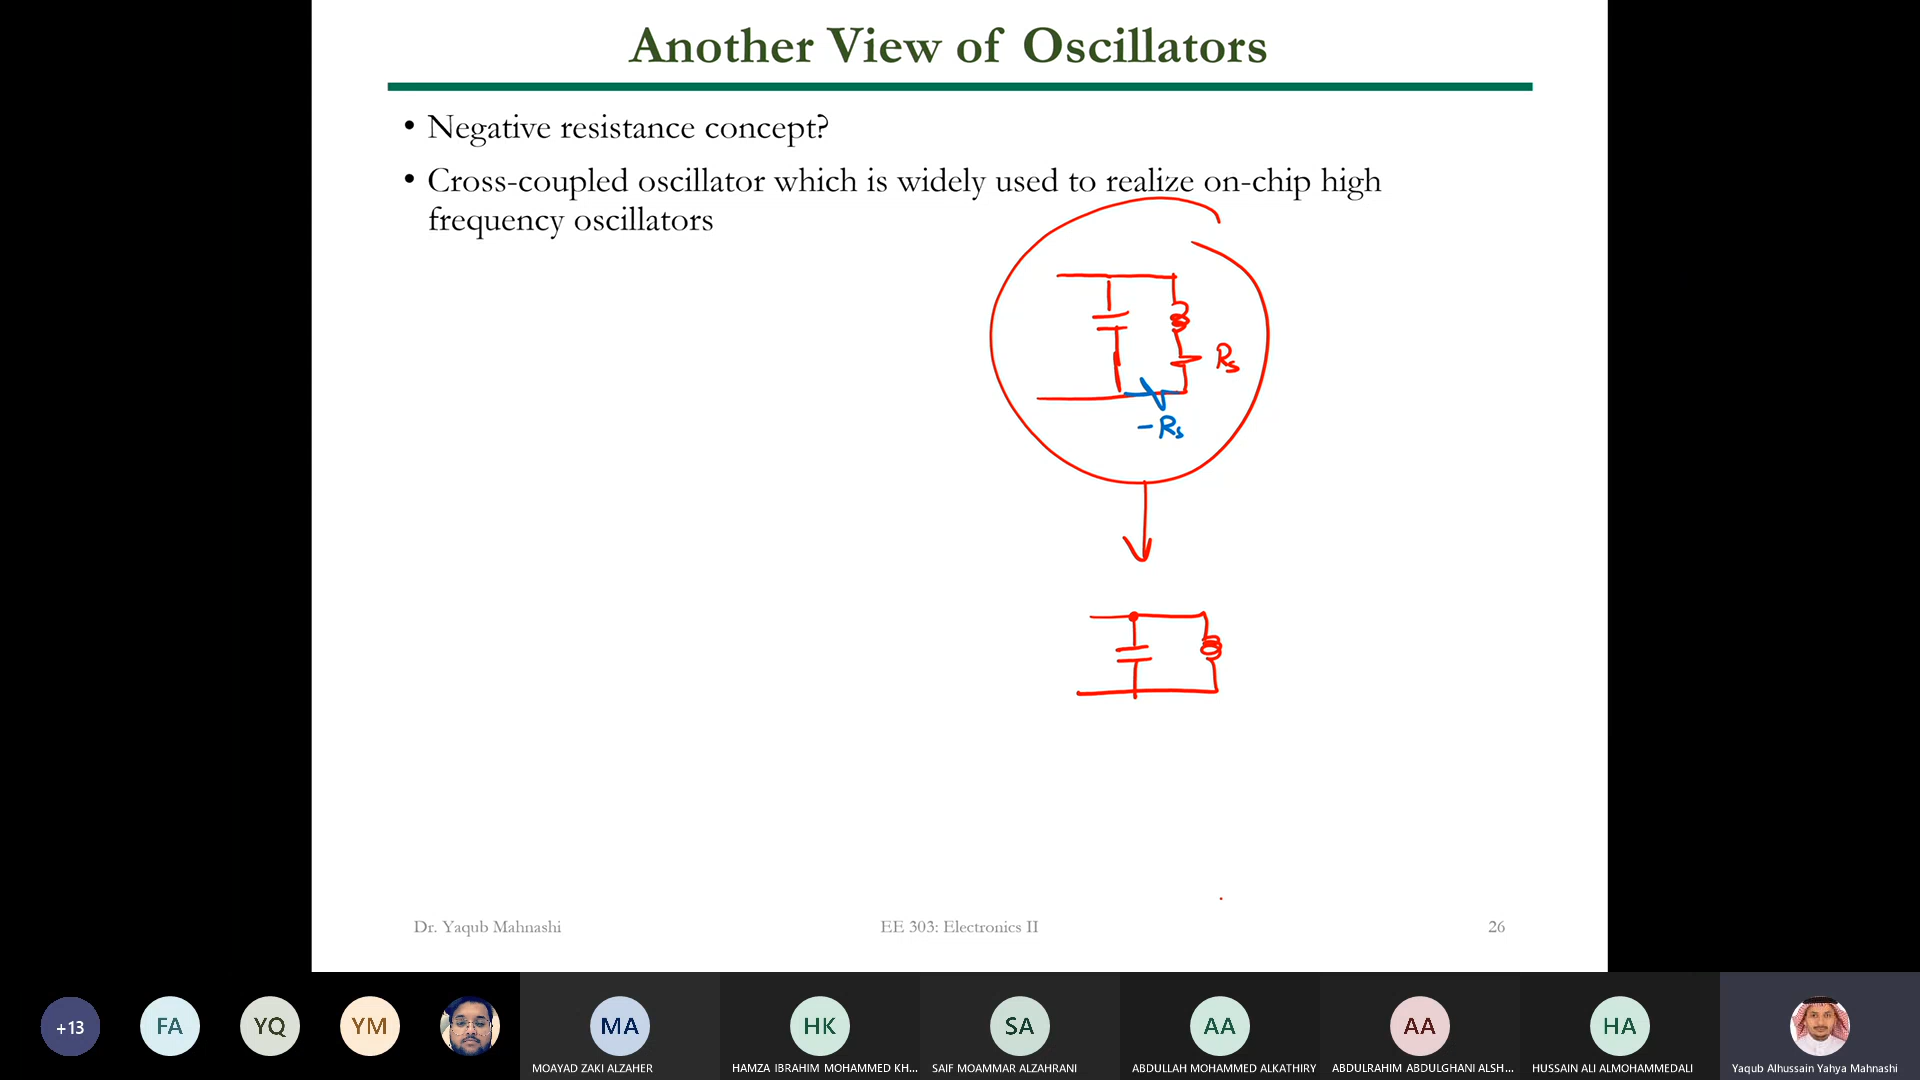 Another View of Oscillators
• Negative resistance concept?
• Cross-coupled oscillator which is widely used to realize on-chip high
frequency oscillators
Rs
-Rs
Dr. Yaqub Mahnashi
EE 303: Electronics II
26
+13
FA
YQ
YM
MA
HK
SA
AA
AA
HA
MOAYAD ZAKI ALZAHER
HAMZA IBRAHIM MOHAMMED KH...
SAIF MOAMMAR ALZAHRANI
ABDULLAH MOHAMMED ALKATHIRY
ABDULRAHIM ABDULGHANI ALSH...
HUSSAIN ALI ALMOHAMMEDALI
Yaqub Alhussain Yahya Mahnashi